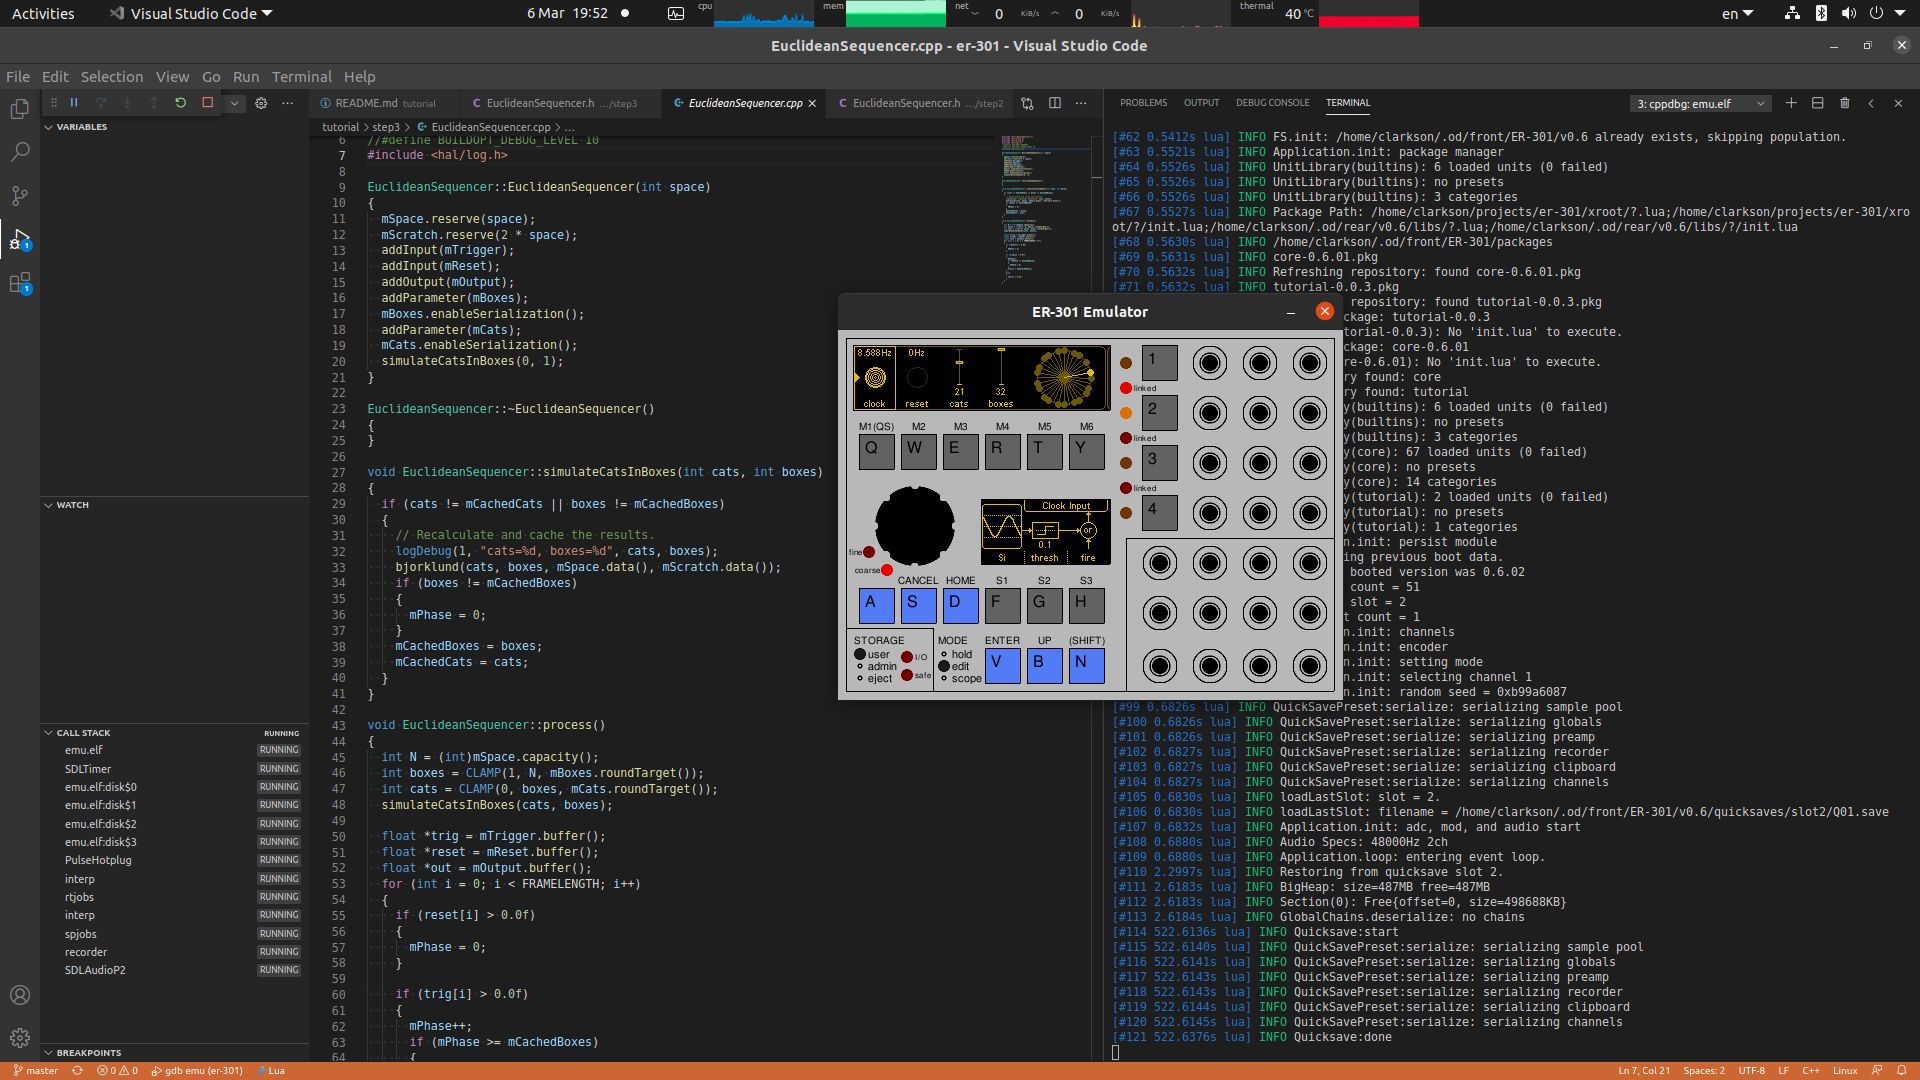 Activities
Visual Studio Code
6 Mar 19:52
cpu
mem
net
0 KiB/s
0 KiB/s
thermal
40 °C
en
EuclideanSequencer.cpp - er-301 - Visual Studio Code
File Edit Selection View Go Run Terminal Help
VARIABLES
WATCH
CALL STACK RUNNING
emu.elf RUNNING
SDLTimer RUNNING
emu.elf:disk$0 RUNNING
emu.elf:disk$1 RUNNING
emu.elf:disk$2 RUNNING
emu.elf:disk$3 RUNNING
PulseHotplug RUNNING
interp RUNNING
rtjobs RUNNING
interp RUNNING
spjobs RUNNING
recorder RUNNING
SDLAudioP2 RUNNING
BREAKPOINTS
README.md tutorial
EuclideanSequencer.h .../step3
EuclideanSequencer.cpp
EuclideanSequencer.h .../step2
tutorial > step3 > EuclideanSequencer.cpp > ...
6 //#define BUILDOPT_DEBUG_LEVEL 10
7 #include <hal/log.h>
8
9 EuclideanSequencer::EuclideanSequencer(int space)
10 {
11 mSpace.reserve(space);
12 mScratch.reserve(2 * space);
13 addInput(mTrigger);
14 addInput(mReset);
15 addOutput(mOutput);
16 addParameter(mBoxes);
17 mBoxes.enableSerialization();
18 addParameter(mCats);
19 mCats.enableSerialization();
20 simulateCatsInBoxes(0, 1);
21 }
22
23 EuclideanSequencer::~EuclideanSequencer()
24 {
25 }
26
27 void EuclideanSequencer::simulateCatsInBoxes(int cats, int boxes)
28 {
29 if (cats != mCachedCats || boxes != mCachedBoxes)
30 {
31 // Recalculate and cache the results.
32 logDebug(1, "cats=%d, boxes=%d", cats, boxes);
33 bjorklund(cats, boxes, mSpace.data(), mScratch.data());
34 if (boxes != mCachedBoxes)
35 {
36 mPhase = 0;
37 }
38 mCachedBoxes = boxes;
39 mCachedCats = cats;
40 }
41 }
42
43 void EuclideanSequencer::process()
44 {
45 int N = (int)mSpace.capacity();
46 int boxes = CLAMP(1, N, mBoxes.roundTarget());
47 int cats = CLAMP(0, boxes, mCats.roundTarget());
48 simulateCatsInBoxes(cats, boxes);
49
50 float *trig = mTrigger.buffer();
51 float *reset = mReset.buffer();
52 float *out = mOutput.buffer();
53 for (int i = 0; i < FRAMELENGTH; i++)
54 {
55 if (reset[i] > 0.0f)
56 {
57 mPhase = 0;
58 }
59
60 if (trig[i] > 0.0f)
61 {
62 mPhase++;
63 if (mPhase >= mCachedBoxes)
64 {
ER-301 Emulator
8.588Hz 0Hz
21 32
clock reset cats boxes
M1(QS) M2 M3 M4 M5 M6
Q W E R T Y
fine
coarse
Clock Input
or
0.1
Si thresh fire
CANCEL HOME S1 S2 S3
A S D F G H
STORAGE
user
admin
eject
I/O
safe
MODE
hold
edit
scope
ENTER UP (SHIFT)
V B N
1
linked
2
linked
3
linked
4
PROBLEMS OUTPUT DEBUG CONSOLE TERMINAL
3: cppdbg: emu.elf
[#62 0.5412s lua] INFO FS.init: /home/clarkson/.od/front/ER-301/v0.6 already exists, skipping population.
[#63 0.5521s lua] INFO Application.init: package manager
[#64 0.5526s lua] INFO UnitLibrary(builtins): 6 loaded units (0 failed)
[#65 0.5526s lua] INFO UnitLibrary(builtins): no presets
[#66 0.5526s lua] INFO UnitLibrary(builtins): 3 categories
[#67 0.5527s lua] INFO Package Path: /home/clarkson/projects/er-301/xroot/?.lua;/home/clarkson/projects/er-301/xro
ot/?/init.lua;/home/clarkson/.od/rear/v0.6/libs/?.lua;/home/clarkson/.od/rear/v0.6/libs/?/init.lua
[#68 0.5630s lua] INFO /home/clarkson/.od/front/ER-301/packages
[#69 0.5631s lua] INFO core-0.6.01.pkg
[#70 0.5632s lua] INFO Refreshing repository: found core-0.6.01.pkg
[#71 0.5632s lua] INFO tutorial-0.0.3.pkg
repository: found tutorial-0.0.3.pkg
ckage: tutorial-0.0.3
torial-0.0.3): No 'init.lua' to execute.
ckage: core-0.6.01
re-0.6.01): No 'init.lua' to execute.
ry found: core
ry found: tutorial
y(builtins): 6 loaded units (0 failed)
y(builtins): no presets
y(builtins): 3 categories
y(core): 67 loaded units (0 failed)
y(core): no presets
y(core): 14 categories
y(tutorial): 2 loaded units (0 failed)
y(tutorial): no presets
y(tutorial): 1 categories
n.init: persist module
ing previous boot data.
booted version was 0.6.02
count = 51
slot = 2
t count = 1
n.init: channels
n.init: encoder
n.init: setting mode
n.init: selecting channel 1
n.init: random seed = 0xb99a6087
[#99 0.6826s lua] INFO QuickSavePreset:serialize: serializing sample pool
[#100 0.6826s lua] INFO QuickSavePreset:serialize: serializing globals
[#101 0.6826s lua] INFO QuickSavePreset:serialize: serializing preamp
[#102 0.6827s lua] INFO QuickSavePreset:serialize: serializing recorder
[#103 0.6827s lua] INFO QuickSavePreset:serialize: serializing clipboard
[#104 0.6827s lua] INFO QuickSavePreset:serialize: serializing channels
[#105 0.6830s lua] INFO loadLastSlot: slot = 2.
[#106 0.6830s lua] INFO loadLastSlot: filename = /home/clarkson/.od/front/ER-301/v0.6/quicksaves/slot2/Q01.save
[#107 0.6832s lua] INFO Application.init: adc, mod, and audio start
[#108 0.6880s lua] INFO Audio Specs: 48000Hz 2ch
[#109 0.6880s lua] INFO Application.loop: entering event loop.
[#110 2.2997s lua] INFO Restoring from quicksave slot 2.
[#111 2.6183s lua] INFO BigHeap: size=487MB free=487MB
[#112 2.6183s lua] INFO Section(0): Free{offset=0, size=498688KB}
[#113 2.6184s lua] INFO GlobalChains.deserialize: no chains
[#114 522.6136s lua] INFO Quicksave:start
[#115 522.6140s lua] INFO QuickSavePreset:serialize: serializing sample pool
[#116 522.6141s lua] INFO QuickSavePreset:serialize: serializing globals
[#117 522.6143s lua] INFO QuickSavePreset:serialize: serializing preamp
[#118 522.6143s lua] INFO QuickSavePreset:serialize: serializing recorder
[#119 522.6144s lua] INFO QuickSavePreset:serialize: serializing clipboard
[#120 522.6145s lua] INFO QuickSavePreset:serialize: serializing channels
[#121 522.6376s lua] INFO Quicksave:done
master
0 0
gdb emu (er-301)
Lua
Ln 7, Col 21 Spaces: 2 UTF-8 LF C++ Linux